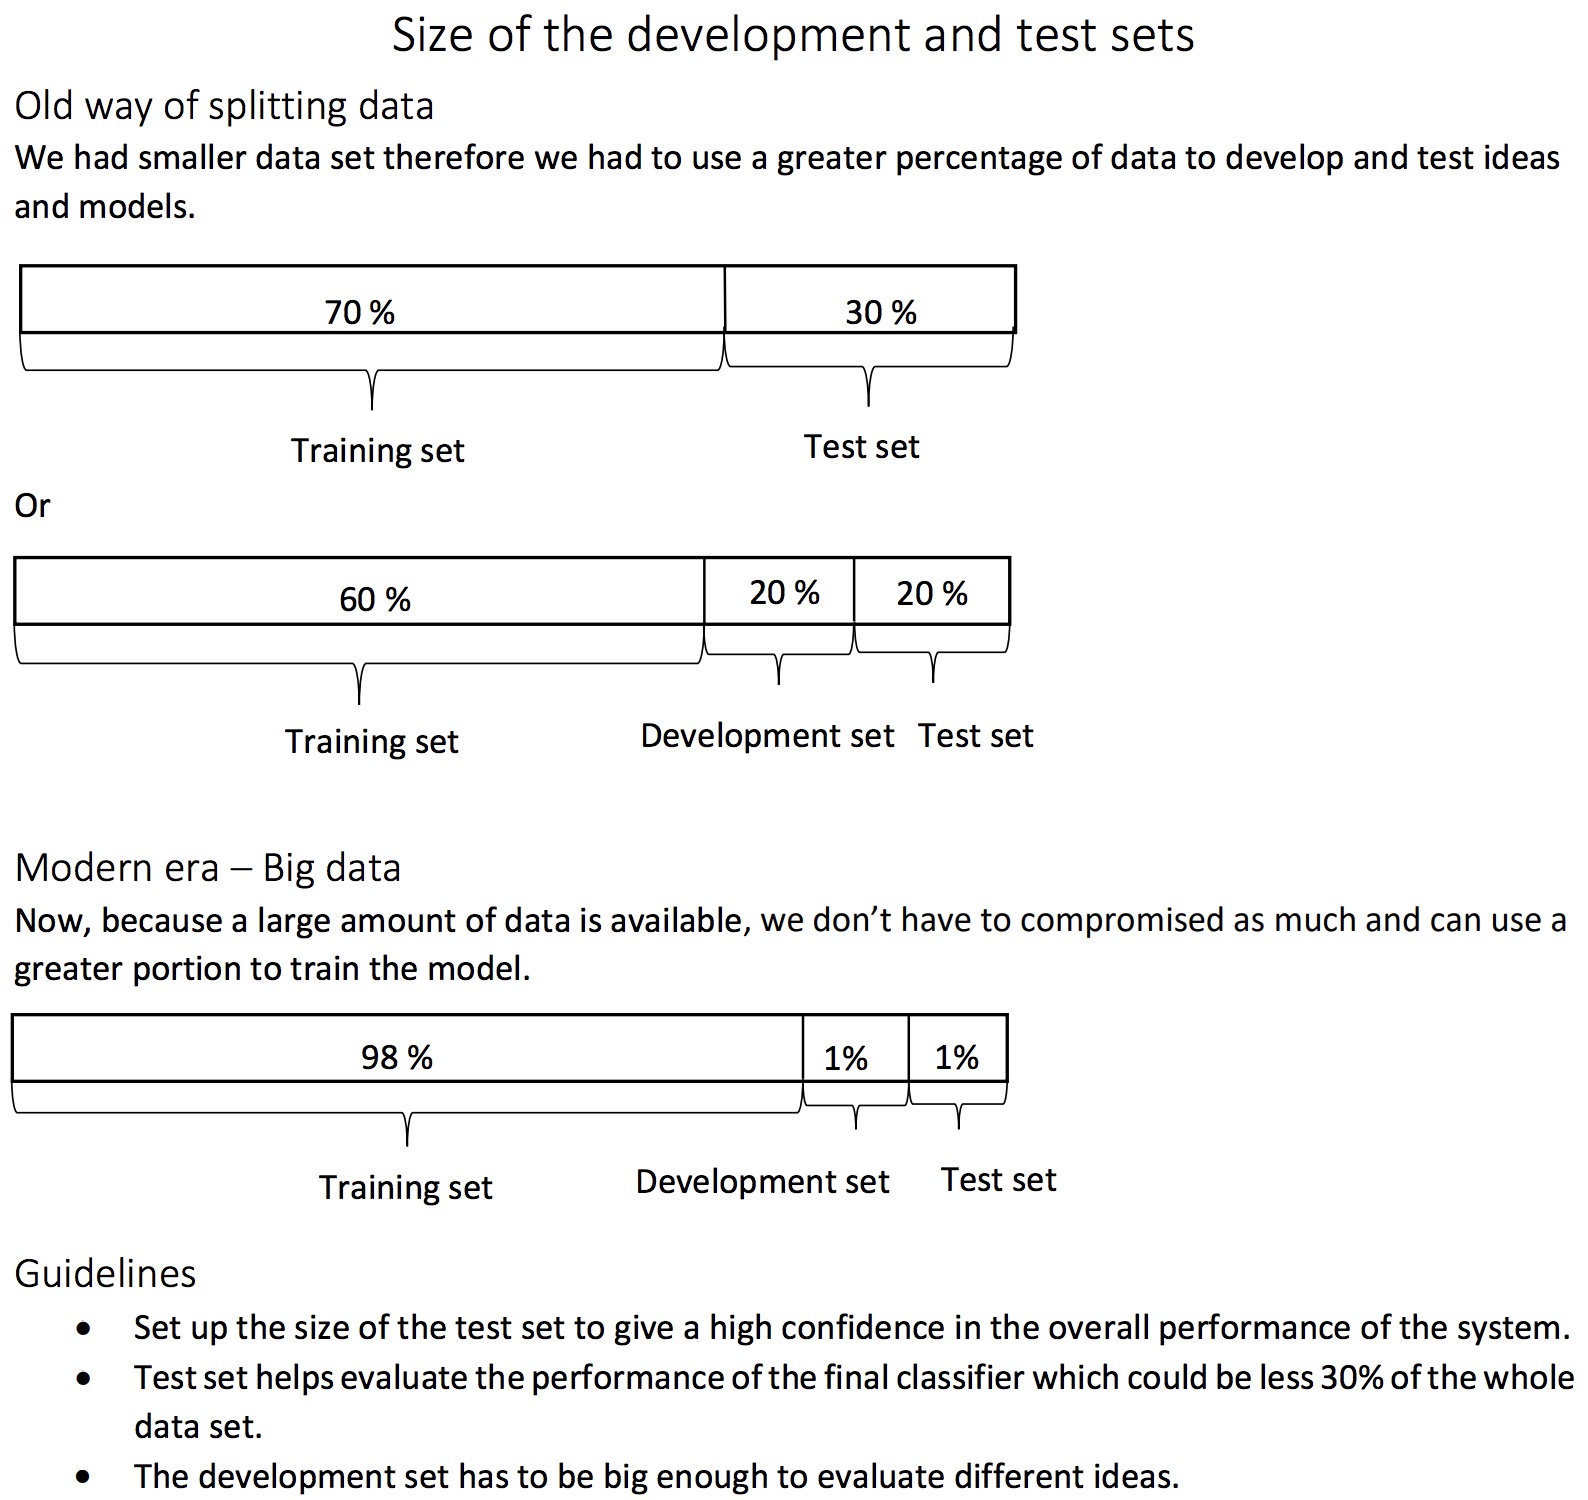 Size of the development and test sets
Old way of splitting data
We had smaller data set therefore we had to use a greater percentage of data to develop and test ideas
and models.
70 % 30 %
Training set Test set
Or
60 % 20 % 20 %
Training set Development set Test set
Modern era – Big data
Now, because a large amount of data is available, we don’t have to compromised as much and can use a
greater portion to train the model.
98 % 1% 1%
Training set Development set Test set
Guidelines
• Set up the size of the test set to give a high confidence in the overall performance of the system.
• Test set helps evaluate the performance of the final classifier which could be less 30% of the whole
data set.
• The development set has to be big enough to evaluate different ideas.